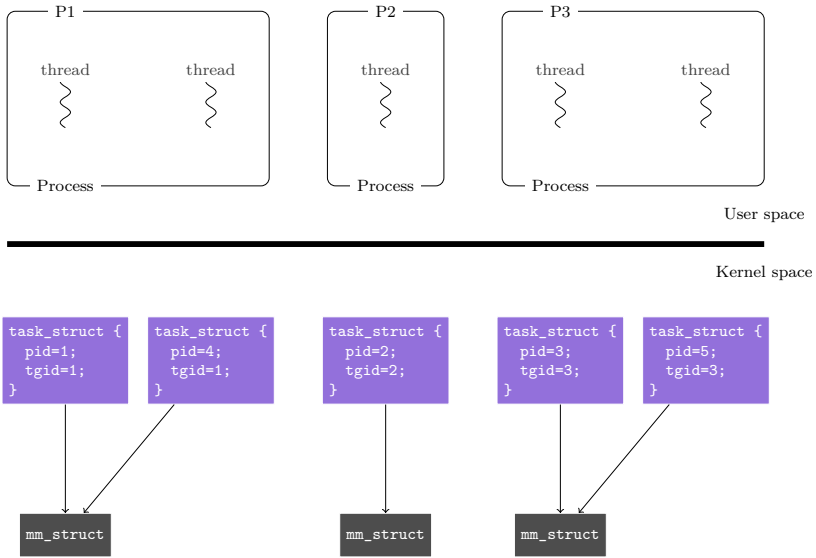 P1
P2
P3
thread
thread
thread
thread
thread
Process
Process
Process
User space
Kernel space
task_struct {
pid=1;
tgid=1;
}
task_struct {
pid=4;
tgid=1;
}
task_struct {
pid=2;
tgid=2;
}
task_struct {
pid=3;
tgid=3;
}
task_struct {
pid=5;
tgid=3;
}
mm_struct
mm_struct
mm_struct